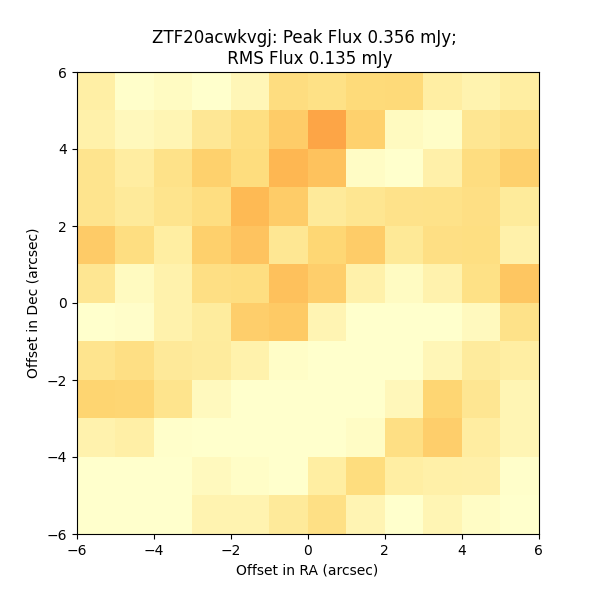 ZTF20acwkvgj: Peak Flux 0.356 mJy;
RMS Flux 0.135 mJy
6
4
2
0
−2
−4
−6
Offset in Dec (arcsec)
−6 −4 −2 0 2 4 6
Offset in RA (arcsec)